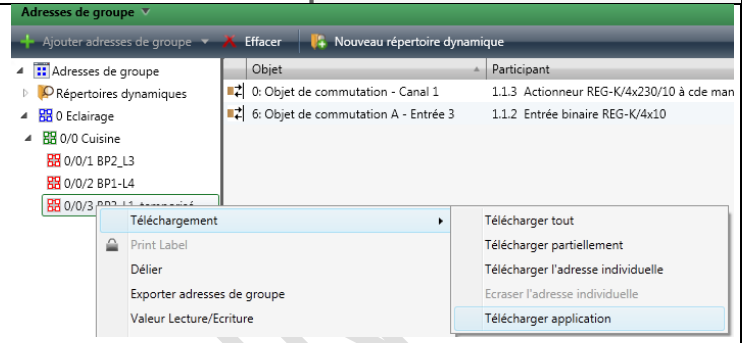 Adresses de groupe
Ajouter adresses de groupe Effacer Nouveau répertoire dynamique
Adresses de groupe Objet Participant
Répertoires dynamiques 0: Objet de commutation - Canal 1 1.1.3 Actionneur REG-K/4x230/10 à cde man
0 Eclairage 6: Objet de commutation A - Entrée 3 1.1.2 Entrée binaire REG-K/4x10
0/0 Cuisine
0/0/1 BP2_L3
0/0/2 BP1-L4
0/0/3
Téléchargement Télécharger tout
Print Label Télécharger partiellement
Délier Télécharger l'adresse individuelle
Exporter adresses de groupe Ecraser l'adresse individuelle
Valeur Lecture/Ecriture Télécharger application